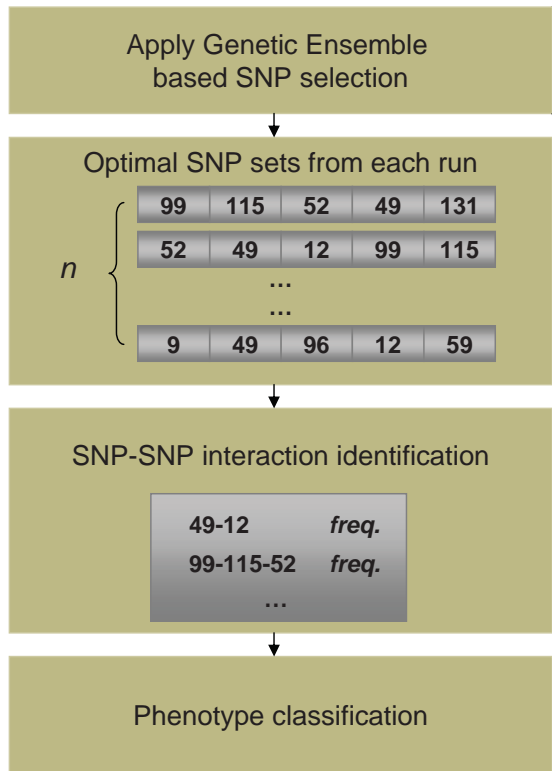 Apply Genetic Ensemble
based SNP selection
Optimal SNP sets from each run
n
99 115 52 49 131
52 49 12 99 115
...
...
9 49 96 12 59
SNP-SNP interaction identification
49-12 freq.
99-115-52 freq.
...
Phenotype classification